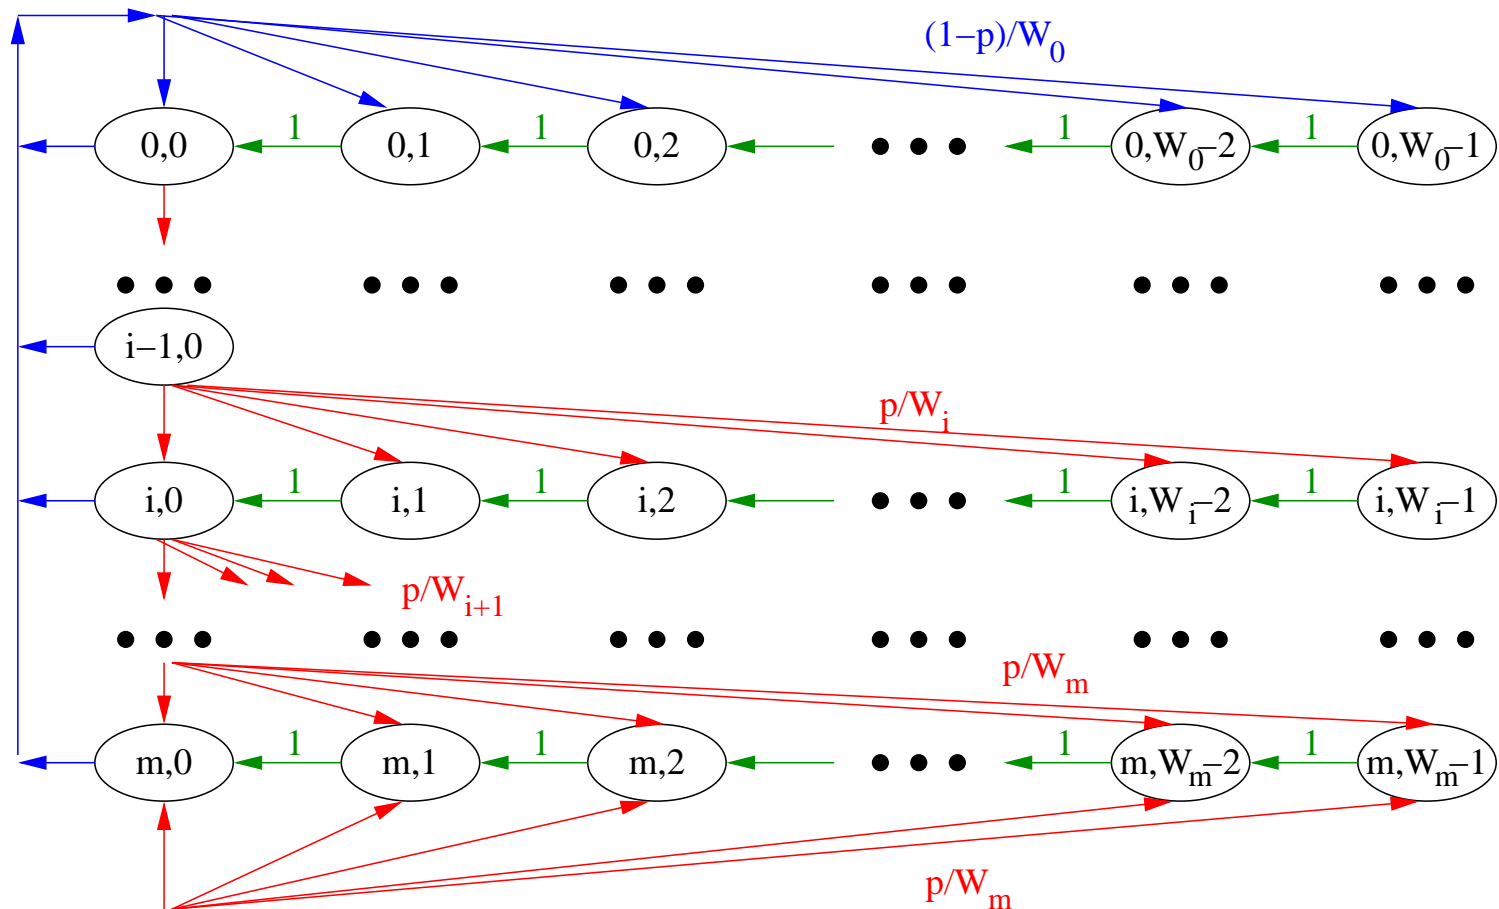 (1−p)/W₀
1 1 1 1
0,0 0,1 0,2 0,W₀−2 0,W₀−1
i−1,0
p/Wᵢ
1 1 1 1
i,0 i,1 i,2 i,Wᵢ−2 i,Wᵢ−1
p/Wᵢ₊₁
p/Wₘ
1 1 1 1
m,0 m,1 m,2 m,Wₘ−2 m,Wₘ−1
p/Wₘ